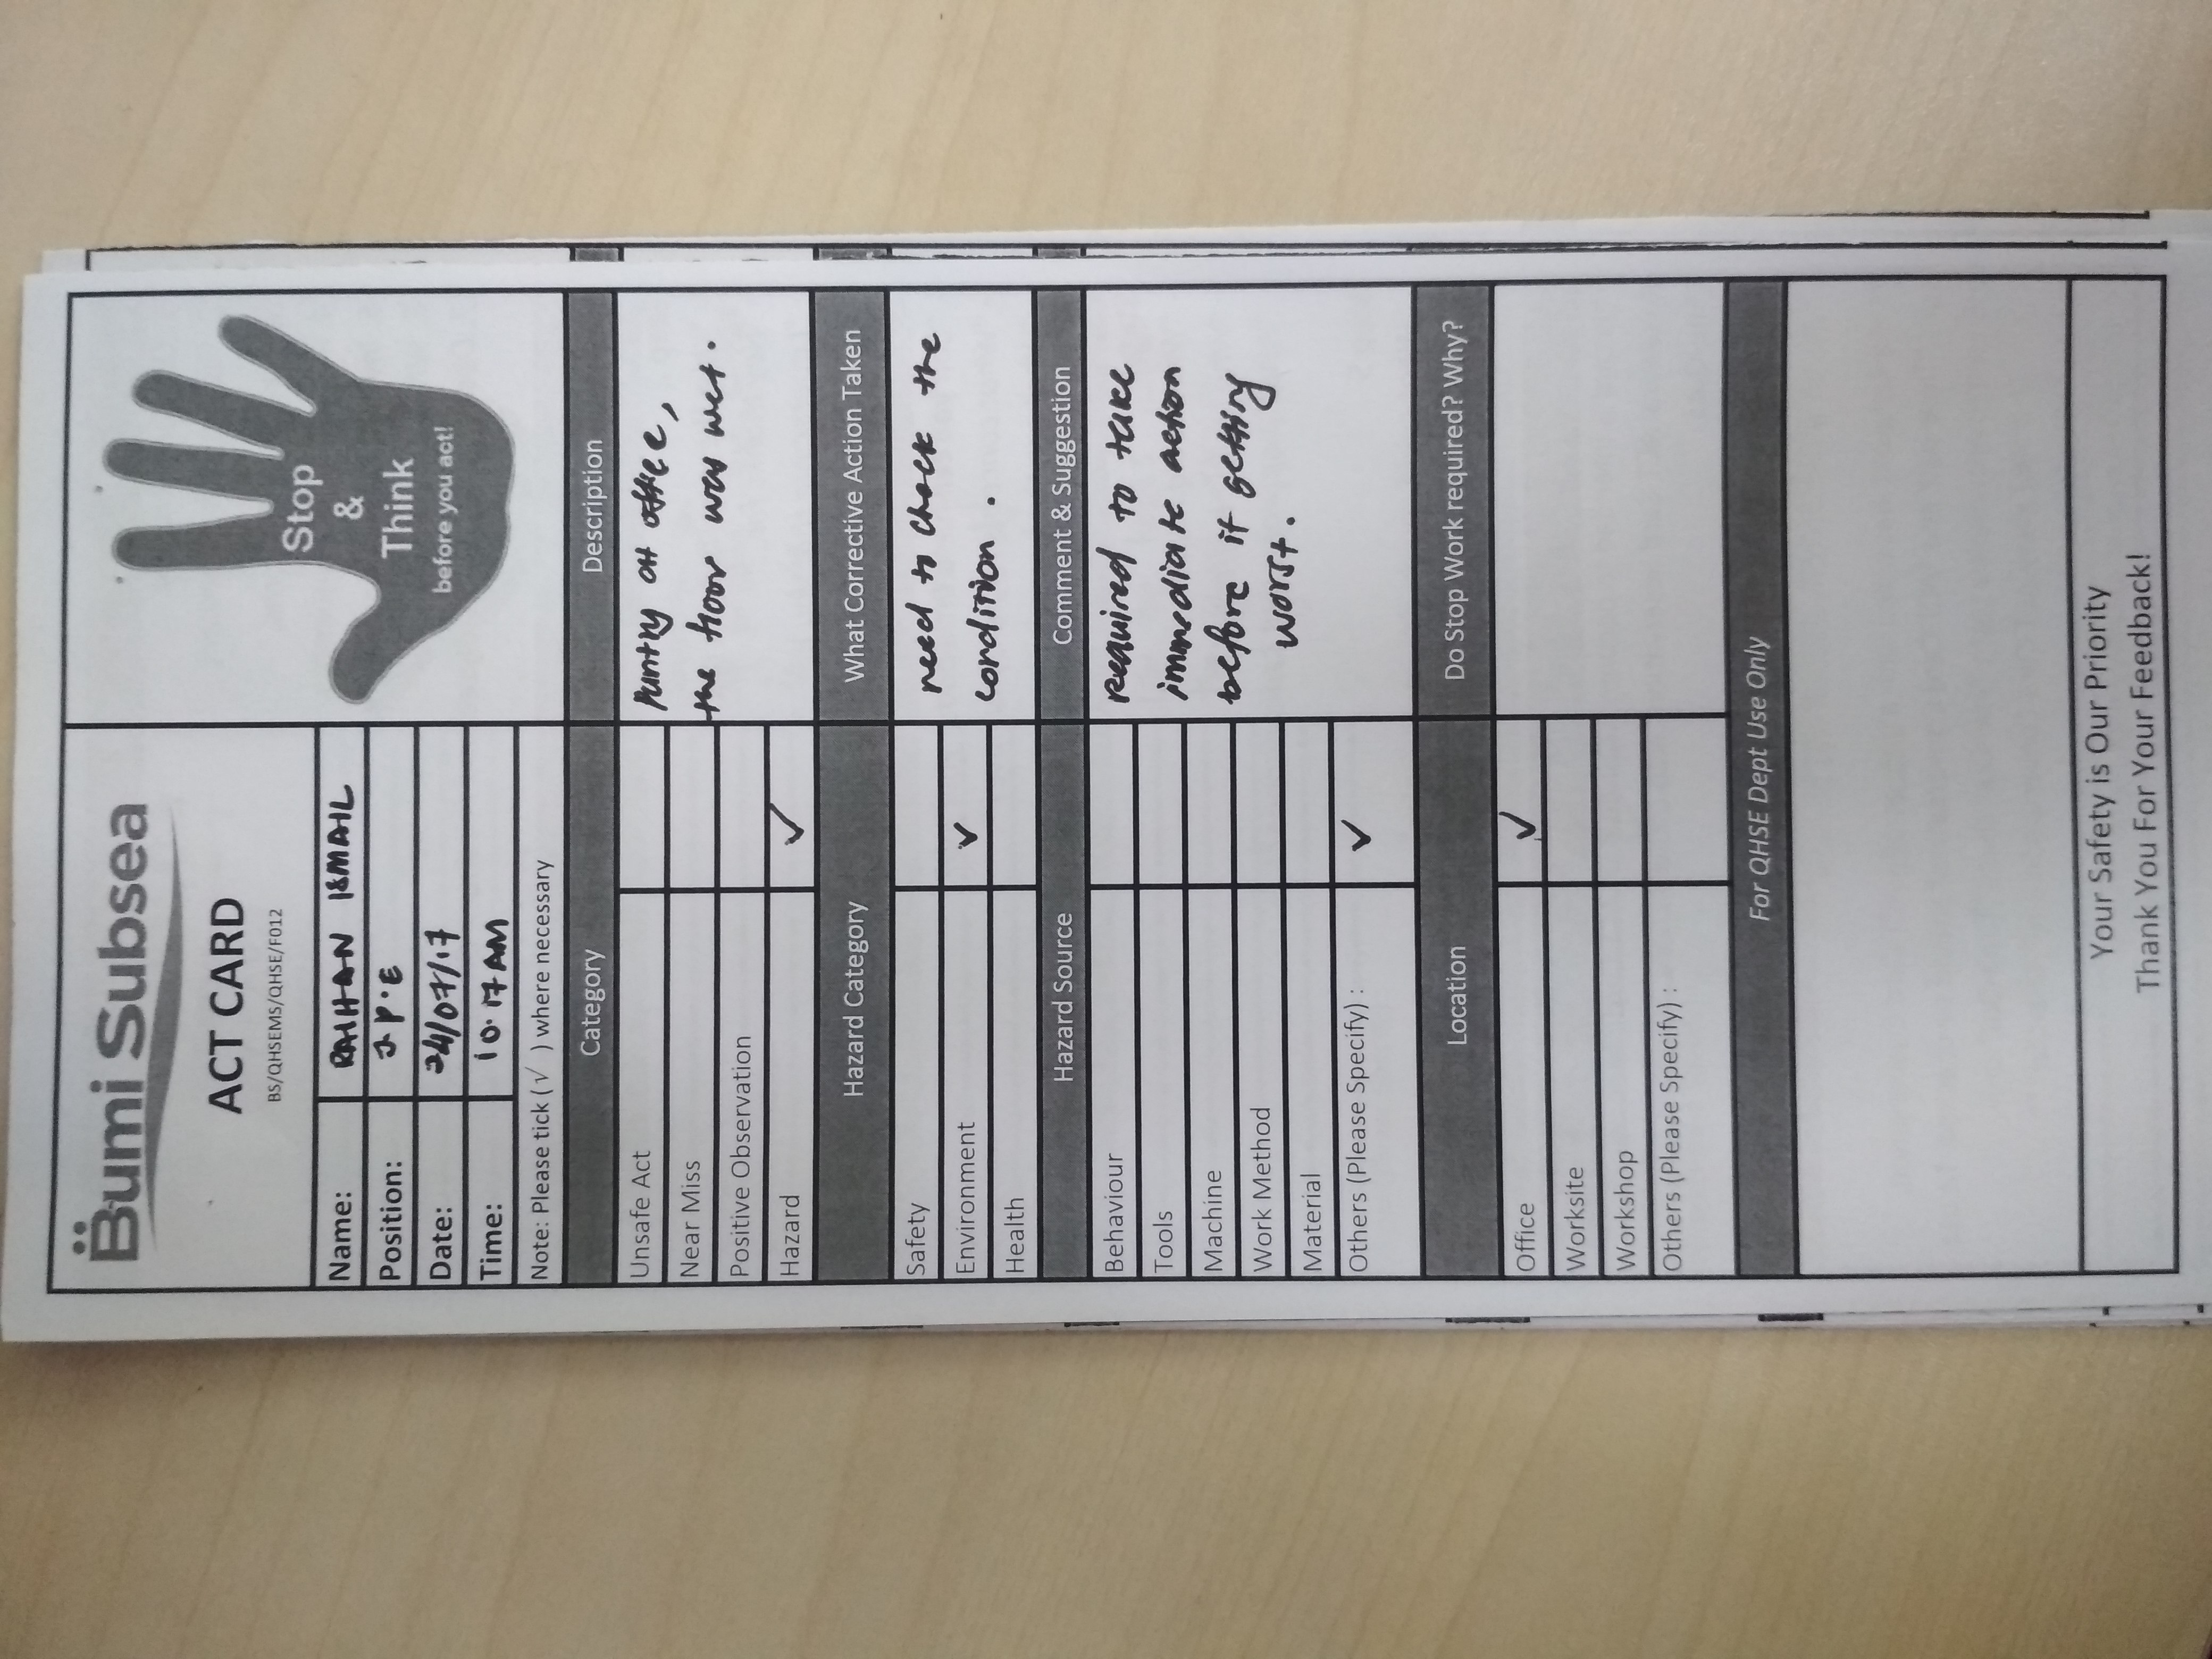 Bumi Subsea
ACT CARD
BS/QHSEMS/QHSE/F012
Stop
&
Think
before you act!
Name: RAIHAN ISMAIL
Position: J.P.E
Date: 24/07/17
Time: 10.17 AM
Note: Please tick ( √ ) where necessary
Category
Description
Unsafe Act
Near Miss
Positive Observation
Hazard ✓
Pantry at office,
the floor was wet.
Hazard Category
What Corrective Action Taken
Safety
Environment ✓
Health
need to check the
condition.
Hazard Source
Comment & Suggestion
Behaviour
Tools
Machine
Work Method
Material
Others (Please Specify) : ✓
Required to take
immediate action
before it getting
worst.
Location
Do Stop Work required? Why?
Office ✓
Worksite
Workshop
Others (Please Specify) :
For QHSE Dept Use Only
Your Safety is Our Priority
Thank You For Your Feedback!